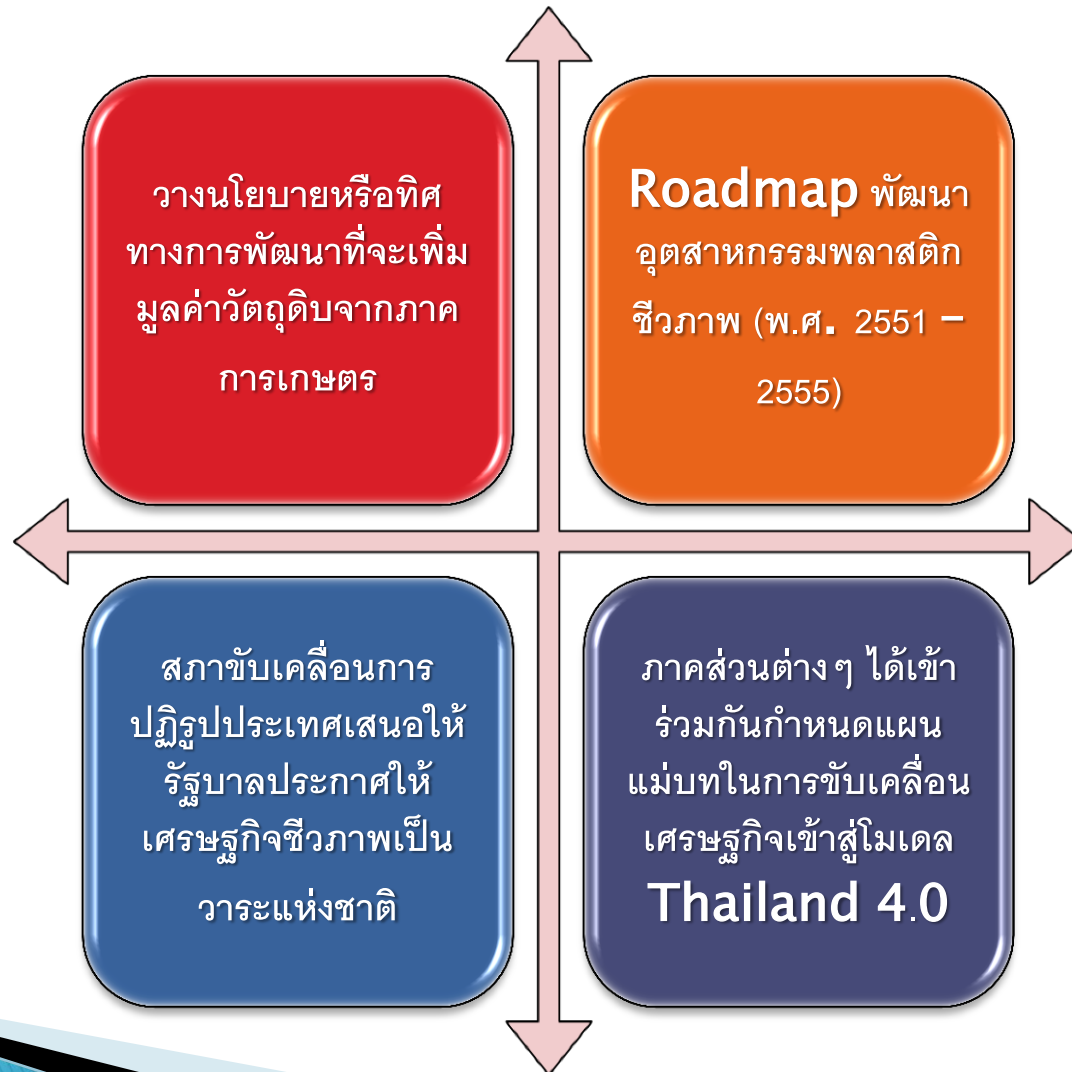 วางนโยบายหรือทิศ
ทางการพัฒนาที่จะเพิ่ม
มูลค่าวัตถุดิบจากภาค
การเกษตร
Roadmap พัฒนา
อุตสาหกรรมพลาสติก
ชีวภาพ (พ.ศ. 2551 –
2555)
สภาขับเคลื่อนการ
ปฏิรูปประเทศเสนอให้
รัฐบาลประกาศให้
เศรษฐกิจชีวภาพเป็น
วาระแห่งชาติ
ภาคส่วนต่าง ๆ ได้เข้า
ร่วมกันกำหนดแผน
แม่บทในการขับเคลื่อน
เศรษฐกิจเข้าสู่โมเดล
Thailand 4.0